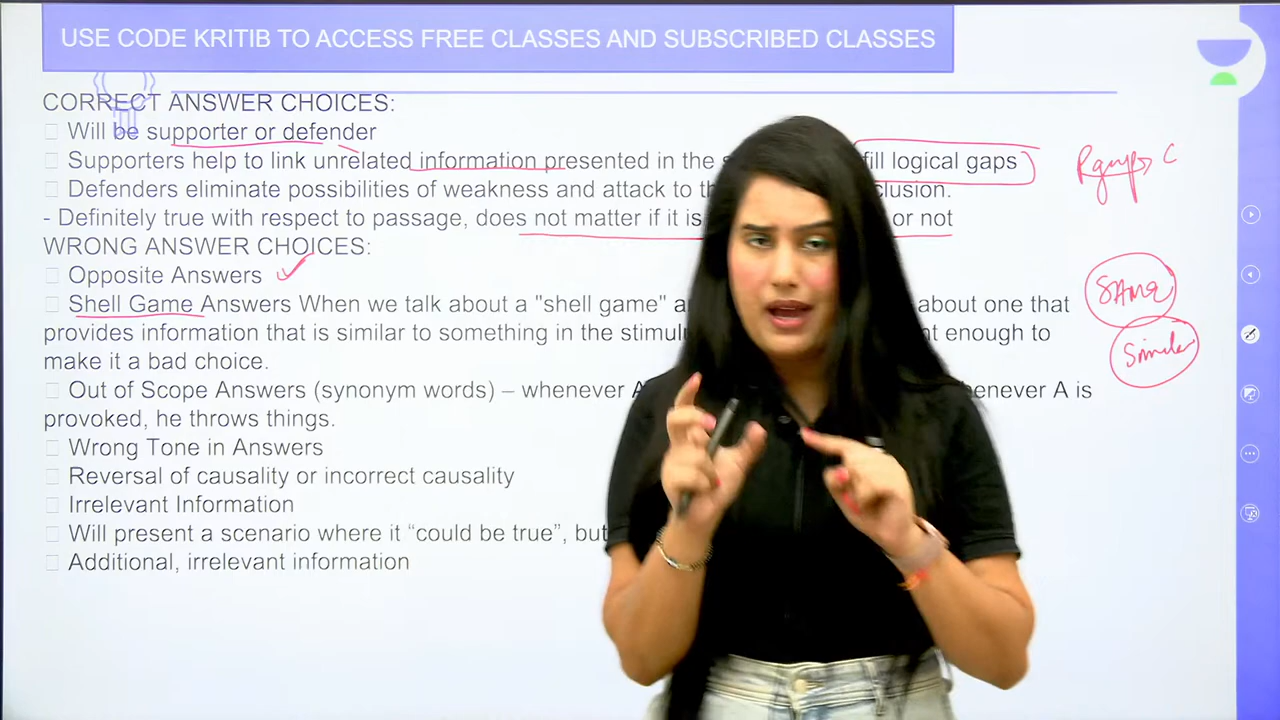 USE CODE KRITIB TO ACCESS FREE CLASSES AND SUBSCRIBED CLASSES
CORRECT ANSWER CHOICES:
Will be supporter or defender
Supporters help to link unrelated information presented in the fill logical gaps
Defenders eliminate possibilities of weakness and attack to
- Definitely true with respect to passage, does not matter if it is or not
WRONG ANSWER CHOICES:
Opposite Answers
Shell Game Answers When we talk about a "shell game" about one that
provides information that is similar to something in the enough to
make it a bad choice.
Out of Scope Answers (synonym words) – whenever A is
provoked, he throws things.
Wrong Tone in Answers
Reversal of causality or incorrect causality
Irrelevant Information
Will present a scenario where it “could be true”, but
Additional, irrelevant information
SAme
Similar